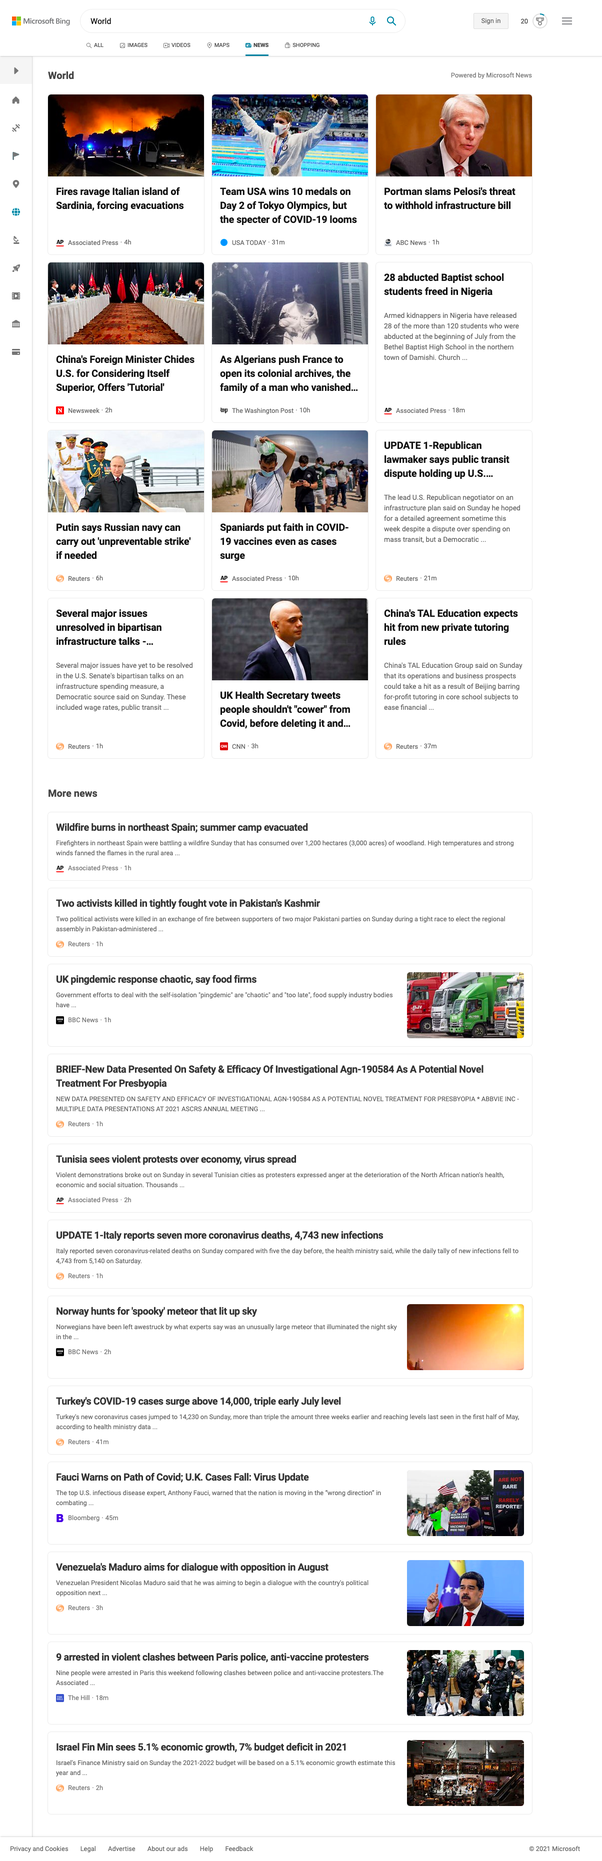 Microsoft Bing
World
Sign in
20
ALL
IMAGES
VIDEOS
MAPS
NEWS
SHOPPING
World
Powered by Microsoft News
Fires ravage Italian island of
Sardinia, forcing evacuations
AP Associated Press · 4h
Team USA wins 10 medals on
Day 2 of Tokyo Olympics, but
the specter of COVID-19 looms
USA TODAY · 31m
Portman slams Pelosi's threat
to withhold infrastructure bill
ABC News · 1h
China's Foreign Minister Chides
U.S. for Considering Itself
Superior, Offers 'Tutorial'
N Newsweek · 2h
As Algerians push France to
open its colonial archives, the
family of a man who vanished...
wp The Washington Post · 10h
28 abducted Baptist school
students freed in Nigeria
Armed kidnappers in Nigeria have released
28 of the more than 120 students who were
abducted at the beginning of July from the
Bethel Baptist High School in the northern
town of Damishi. Church ...
AP Associated Press · 18m
Putin says Russian navy can
carry out 'unpreventable strike'
if needed
Reuters · 6h
Spaniards put faith in COVID-
19 vaccines even as cases
surge
AP Associated Press · 10h
UPDATE 1-Republican
lawmaker says public transit
dispute holding up U.S....
The lead U.S. Republican negotiator on an
infrastructure plan said on Sunday he hoped
for a detailed agreement sometime this
week despite a dispute over spending on
mass transit, but a Democratic ...
Reuters · 21m
Several major issues
unresolved in bipartisan
infrastructure talks -...
Several major issues have yet to be resolved
in the U.S. Senate's bipartisan talks on an
infrastructure spending measure, a
Democratic source said on Sunday. These
included wage rates, public transit ...
Reuters · 1h
UK Health Secretary tweets
people shouldn't "cower" from
Covid, before deleting it and...
CNN CNN · 3h
China's TAL Education expects
hit from new private tutoring
rules
China's TAL Education Group said on Sunday
that its operations and business prospects
could take a hit as a result of Beijing barring
for-profit tutoring in core school subjects to
ease financial ...
Reuters · 37m
More news
Wildfire burns in northeast Spain; summer camp evacuated
Firefighters in northeast Spain were battling a wildfire Sunday that has consumed over 1,200 hectares (3,000 acres) of woodland. High temperatures and strong
winds fanned the flames in the rural area ...
AP Associated Press · 1h
Two activists killed in tightly fought vote in Pakistan's Kashmir
Two political activists were killed in an exchange of fire between supporters of two major Pakistani parties on Sunday during a tight race to elect the regional
assembly in Pakistan-administered ...
Reuters · 1h
UK pingdemic response chaotic, say food firms
Government efforts to deal with the self-isolation "pingdemic" are "chaotic" and "too late", food supply industry bodies
have ...
BBC News · 1h
BRIEF-New Data Presented On Safety & Efficacy Of Investigational Agn-190584 As A Potential Novel
Treatment For Presbyopia
NEW DATA PRESENTED ON SAFETY AND EFFICACY OF INVESTIGATIONAL AGN-190584 AS A POTENTIAL NOVEL TREATMENT FOR PRESBYOPIA * ABBVIE INC -
MULTIPLE DATA PRESENTATIONS AT 2021 ASCRS ANNUAL MEETING ...
Reuters · 1h
Tunisia sees violent protests over economy, virus spread
Violent demonstrations broke out on Sunday in several Tunisian cities as protesters expressed anger at the deterioration of the North African nation's health,
economic and social situation. Thousands ...
AP Associated Press · 2h
UPDATE 1-Italy reports seven more coronavirus deaths, 4,743 new infections
Italy reported seven coronavirus-related deaths on Sunday compared with five the day before, the health ministry said, while the daily tally of new infections fell to
4,743 from 5,140 on Saturday.
Reuters · 1h
Norway hunts for 'spooky' meteor that lit up sky
Norwegians have been left awestruck by what experts say was an unusually large meteor that illuminated the night sky
in the ...
BBC News · 2h
Turkey's COVID-19 cases surge above 14,000, triple early July level
Turkey's new coronavirus cases jumped to 14,230 on Sunday, more than triple the amount three weeks earlier and reaching levels last seen in the first half of May,
according to health ministry data ...
Reuters · 41m
Fauci Warns on Path of Covid; U.K. Cases Fall: Virus Update
The top U.S. infectious disease expert, Anthony Fauci, warned that the nation is moving in the "wrong direction" in
combating ...
B Bloomberg · 45m
ARE NOT
RARE
RARELY
REPORTED
Venezuela's Maduro aims for dialogue with opposition in August
Venezuelan President Nicolas Maduro said that he was aiming to begin a dialogue with the country's political
opposition next ...
Reuters · 3h
9 arrested in violent clashes between Paris police, anti-vaccine protesters
Nine people were arrested in Paris this weekend following clashes between police and anti-vaccine protesters.The
Associated ...
The Hill · 18m
Israel Fin Min sees 5.1% economic growth, 7% budget deficit in 2021
Israel's Finance Ministry said on Sunday the 2021-2022 budget will be based on a 5.1% economic growth estimate this
year and ...
Reuters · 2h
Privacy and Cookies
Legal
Advertise
About our ads
Help
Feedback
© 2021 Microsoft